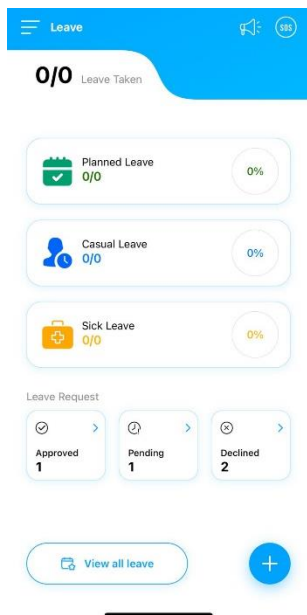 Leave
SOS
0/0 Leave Taken
Planned Leave
0/0
0%
Casual Leave
0/0
0%
Sick Leave
0/0
0%
Leave Request
Approved
1
Pending
1
Declined
2
View all leave